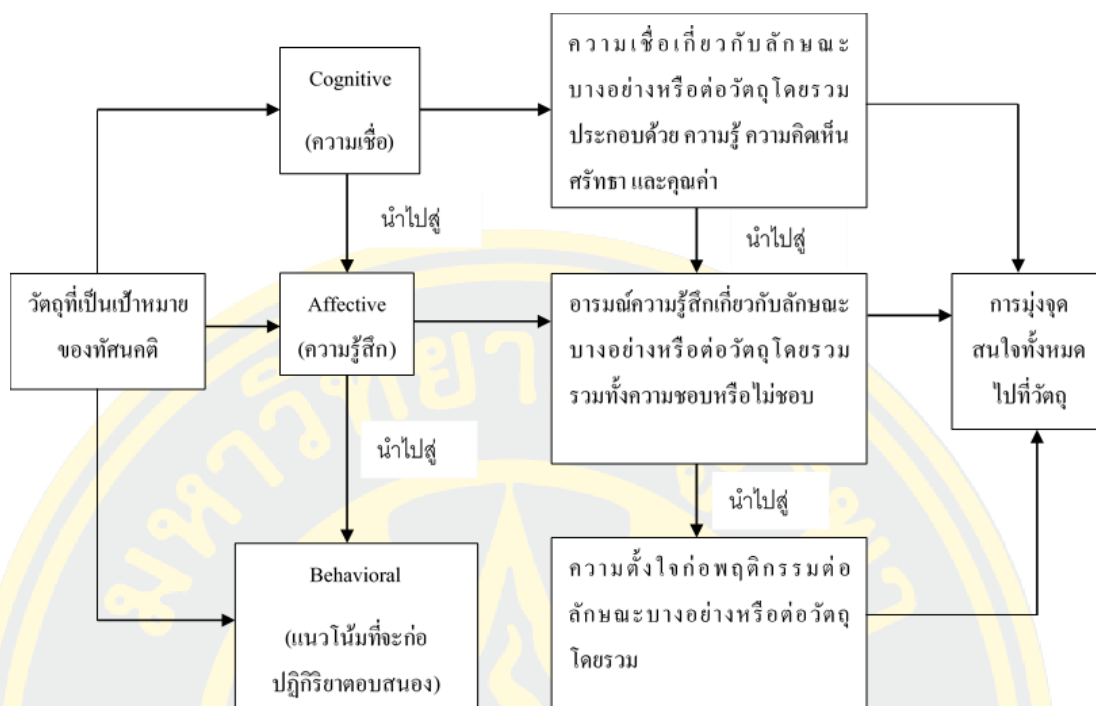 Cognitive
(ความเชื่อ)
ความเชื่อเกี่ยวกับลักษณะ
บางอย่างหรือต่อวัตถุโดยรวม
ประกอบด้วย ความรู้ ความคิดเห็น
ศรัทธา และคุณค่า
นำไปสู่
นำไปสู่
วัตถุที่เป็นเป้าหมาย
ของทัศนคติ
Affective
(ความรู้สึก)
อารมณ์ความรู้สึกเกี่ยวกับลักษณะ
บางอย่างหรือต่อวัตถุโดยรวม
รวมทั้งความชอบหรือไม่ชอบ
การมุ่งจุด
สนใจทั้งหมด
ไปที่วัตถุ
นำไปสู่
นำไปสู่
Behavioral
(แนวโน้มที่จะก่อ
ปฏิกิริยาตอบสนอง)
ความตั้งใจก่อพฤติกรรมต่อ
ลักษณะบางอย่างหรือต่อวัตถุ
โดยรวม